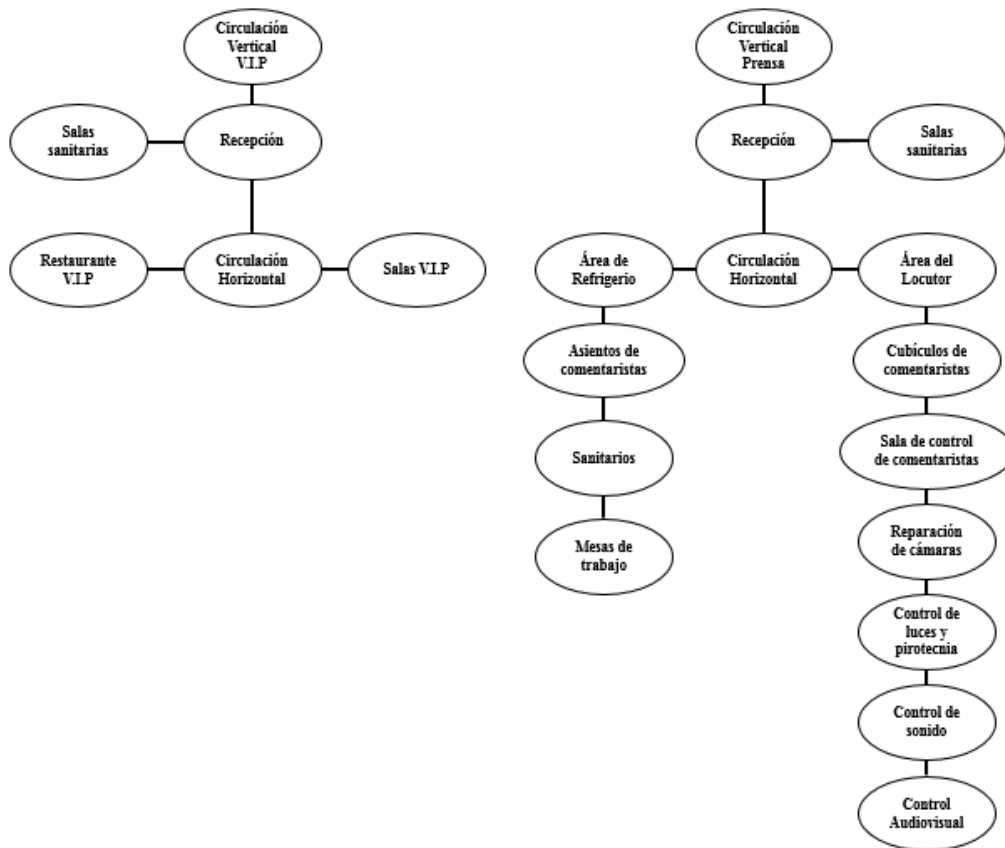 Circulación
Vertical
V.I.P
Salas
sanitarias
Recepción
Restaurante
V.I.P
Circulación
Horizontal
Salas V.I.P
Circulación
Vertical
Prensa
Recepción
Salas
sanitarias
Área de
Refrigerio
Circulación
Horizontal
Área del
Locutor
Asientos de
comentaristas
Sanitarios
Mesas de
trabajo
Cubículos de
comentaristas
Sala de control
de comentaristas
Reparación
de cámaras
Control de
luces y
pirotecnia
Control de
sonido
Control
Audiovisual